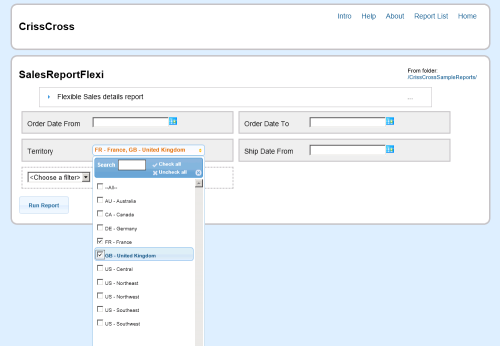 Intro Help About Report List Home
CrissCross
SalesReportFlexi
From folder:
/CrissCrossSampleReports/
Flexible Sales details report ...
Order Date From
Order Date To
Territory
FR - France, GB - United Kingdom
Ship Date From
Search
Check all
Uncheck all
<Choose a filter>
--All--
AU - Australia
CA - Canada
DE - Germany
FR - France
GB - United Kingdom
US - Central
US - Northeast
US - Northwest
US - Southeast
US - Southwest
Run Report